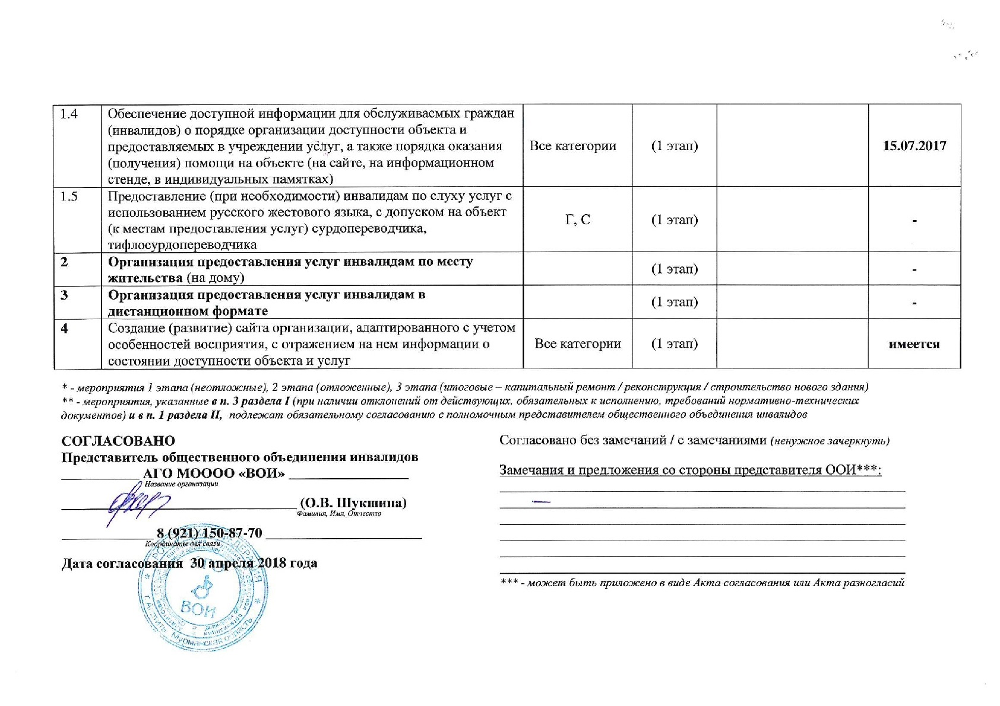 1.4
Обеспечение доступной информации для обслуживаемых граждан
(инвалидов) о порядке организации доступности объекта и
предоставляемых в учреждении услуг, а также порядка оказания
(получения) помощи на объекте (на сайте, на информационном
стенде, в индивидуальных памятках)
Все категории
(1 этап)
15.07.2017
1.5
Предоставление (при необходимости) инвалидам по слуху услуг с
использованием русского жестового языка, с допуском на объект
(к местам предоставления услуг) сурдопереводчика,
тифлосурдопереводчика
Г, С
(1 этап)
-
2
Организация предоставления услуг инвалидам по месту
жительства (на дому)
(1 этап)
-
3
Организация предоставления услуг инвалидам в
дистанционном формате
(1 этап)
-
4
Создание (развитие) сайта организации, адаптированного с учетом
особенностей восприятия, с отражением на нем информации о
состоянии доступности объекта и услуг
Все категории
(1 этап)
имеется
* - мероприятия 1 этапа (неотложные), 2 этапа (отложенные), 3 этапа (итоговые – капитальный ремонт / реконструкция / строительство нового здания)
** - мероприятия, указанные в п. 3 раздела I (при наличии отклонений от действующих, обязательных к исполнению, требований нормативно-технических
документов) и в п. 1 раздела II, подлежат обязательному согласованию с полномочным представителем общественного объединения инвалидов
СОГЛАСОВАНО
Представитель общественного объединения инвалидов
АГО МОООО «ВОИ»
Название организации
(О.В. Шукшина)
Фамилия, Имя, Отчество
8 (921) 150-87-70
Координаты для связи
Дата согласования 30 апреля 2018 года
ВОИ
Мурманская область
Согласовано без замечаний / с замечаниями (ненужное зачеркнуть)
Замечания и предложения со стороны представителя ООИ***:
*** - может быть приложено в виде Акта согласования или Акта разногласий